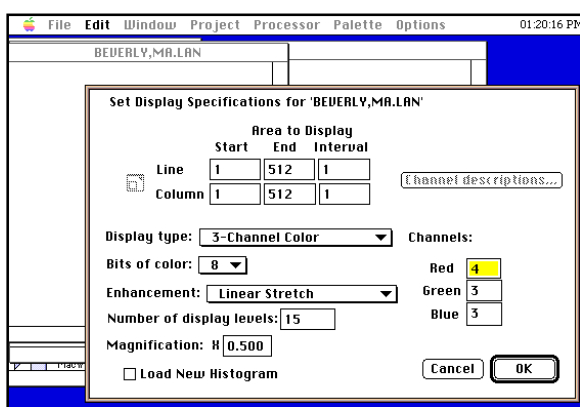 File Edit Window Project Processor Palette Options 01:20:16 PM
BEVERLY,MA.LAN
Set Display Specifications for 'BEVERLY,MA.LAN'
Area to Display
Start End Interval
Line 1 512 1
Column 1 512 1
Channel descriptions...
Display type: 3-Channel Color
Channels:
Bits of color: 8
Red 4
Enhancement: Linear Stretch
Green 3
Number of display levels: 15
Blue 3
Magnification: X 0.500
Load New Histogram
Cancel OK